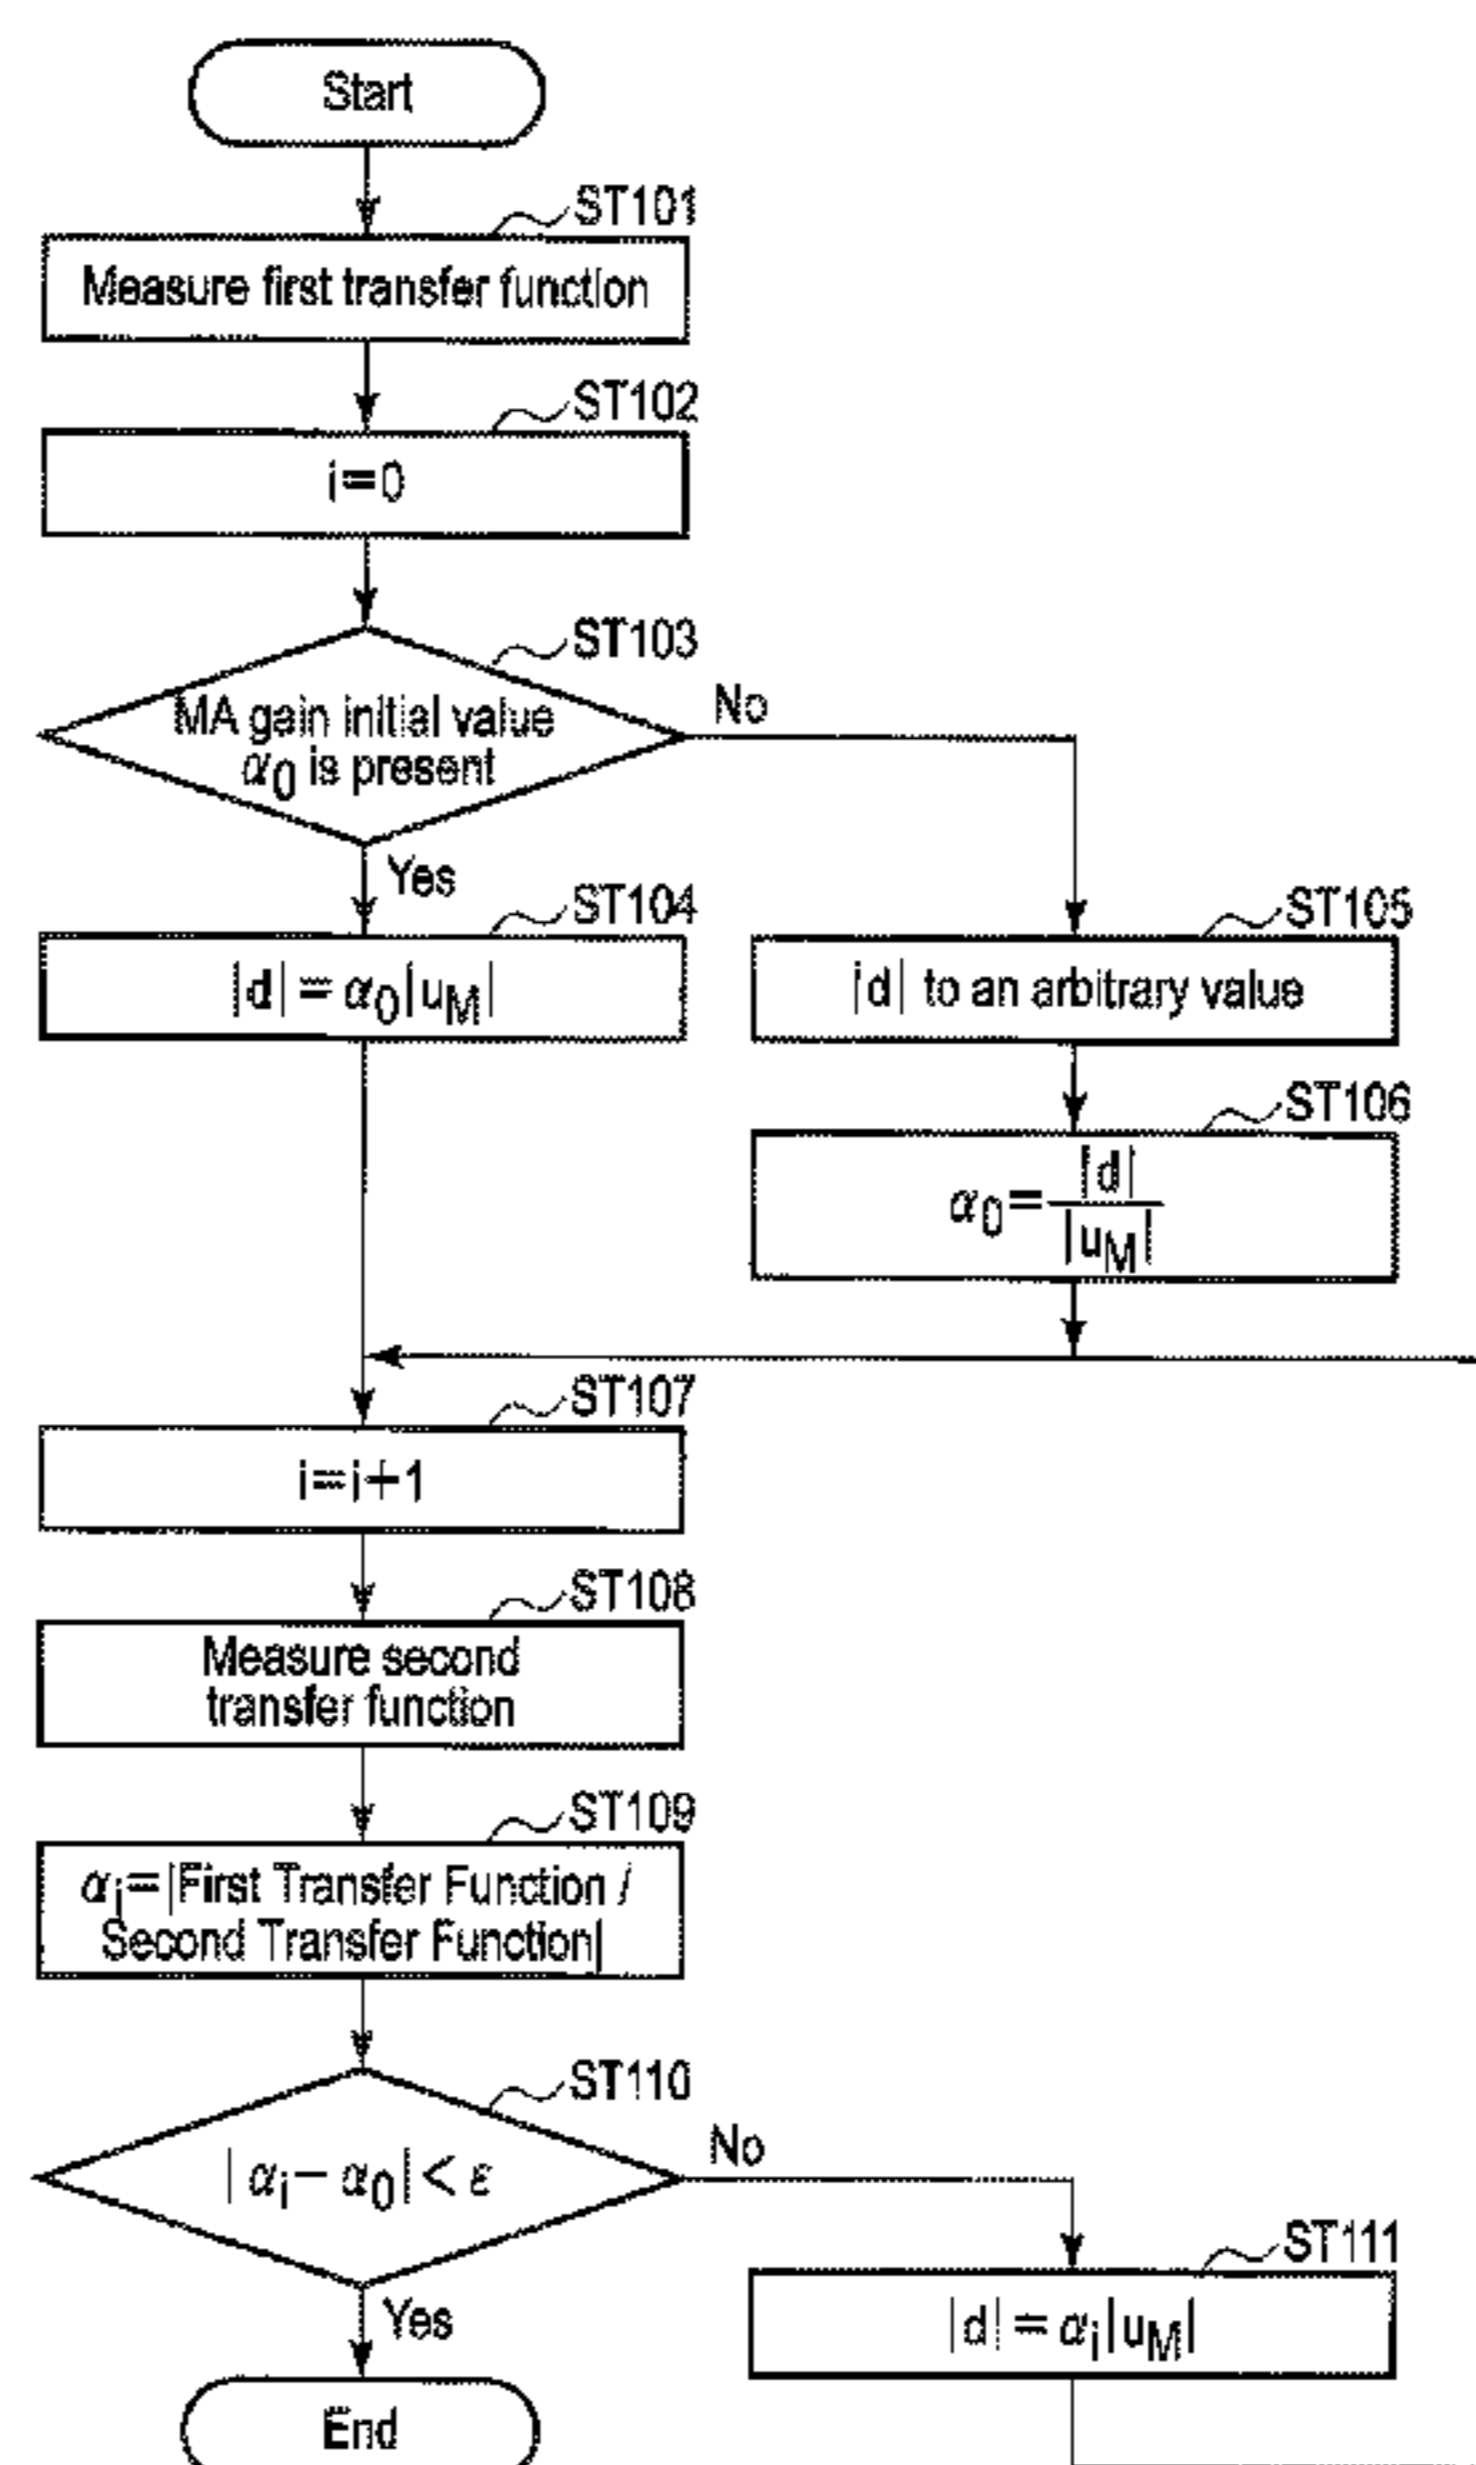 Start
ST101
Measure first transfer function
ST102
i=0
ST103
MA gain initial value
α0 is present
No
Yes
ST104
|d| = α0|uM|
ST105
|d| to an arbitrary value
ST106
α0=|d|/|uM|
ST107
i=i+1
ST108
Measure second
transfer function
ST109
αi=|First Transfer Function /
Second Transfer Function|
ST110
|αi−α0|<ε
No
Yes
ST111
|d| = αi|uM|
End